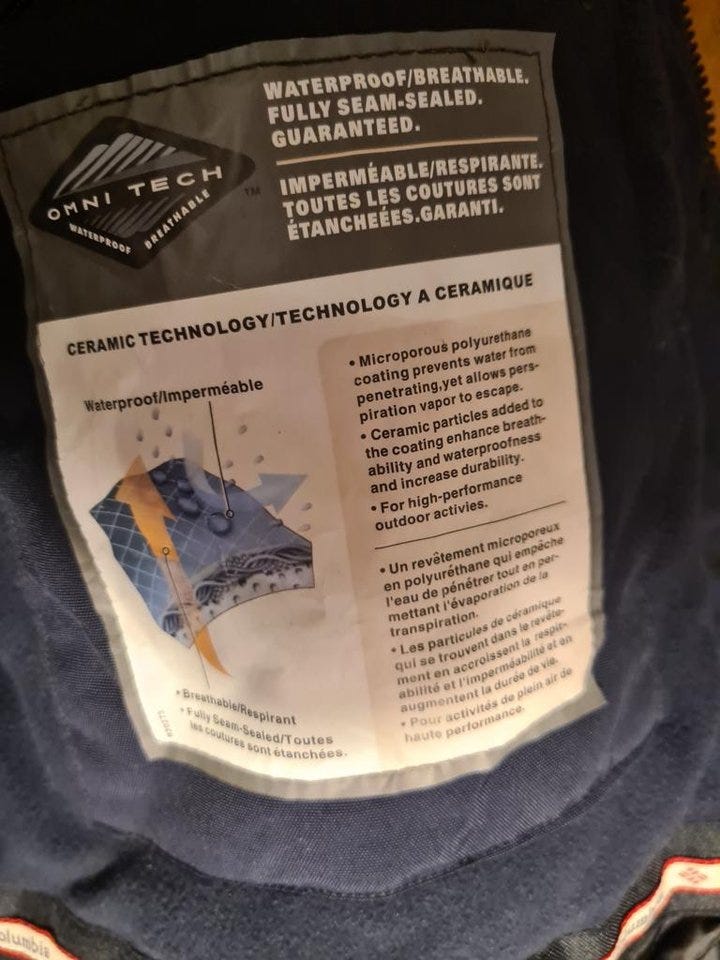 WATERPROOF/BREATHABLE.
FULLY SEAM-SEALED.
GUARANTEED.
IMPERMÉABLE/RESPIRANTE.
TOUTES LES COUTURES SONT
ÉTANCHEÉES.GARANTI.
OMNI TECH
TM
WATERPROOF BREATHABLE
CERAMIC TECHNOLOGY/TECHNOLOGY A CERAMIQUE
Waterproof/Imperméable
• Microporous polyurethane
coating prevents water from
penetrating,yet allows pers-
piration vapor to escape.
• Ceramic particles added to
the coating enhance breath-
ability and waterproofness
and increase durability.
• For high-performance
outdoor activies.
• Un revêtement microporeux
en polyuréthane qui empêche
l'eau de pénétrer tout en per-
mettant l'évaporation de la
transpiration.
• Les particules de céramique
qui se trouvent dans le revête-
ment en accroissent la respir-
abilité et l'imperméabilité et en
augmentent la durée de vie.
• Pour activités de plein air de
haute performance.
• Breathable/Respirant
• Fully Seam-Sealed/Toutes
les coutures sont étanchées.
olumbia